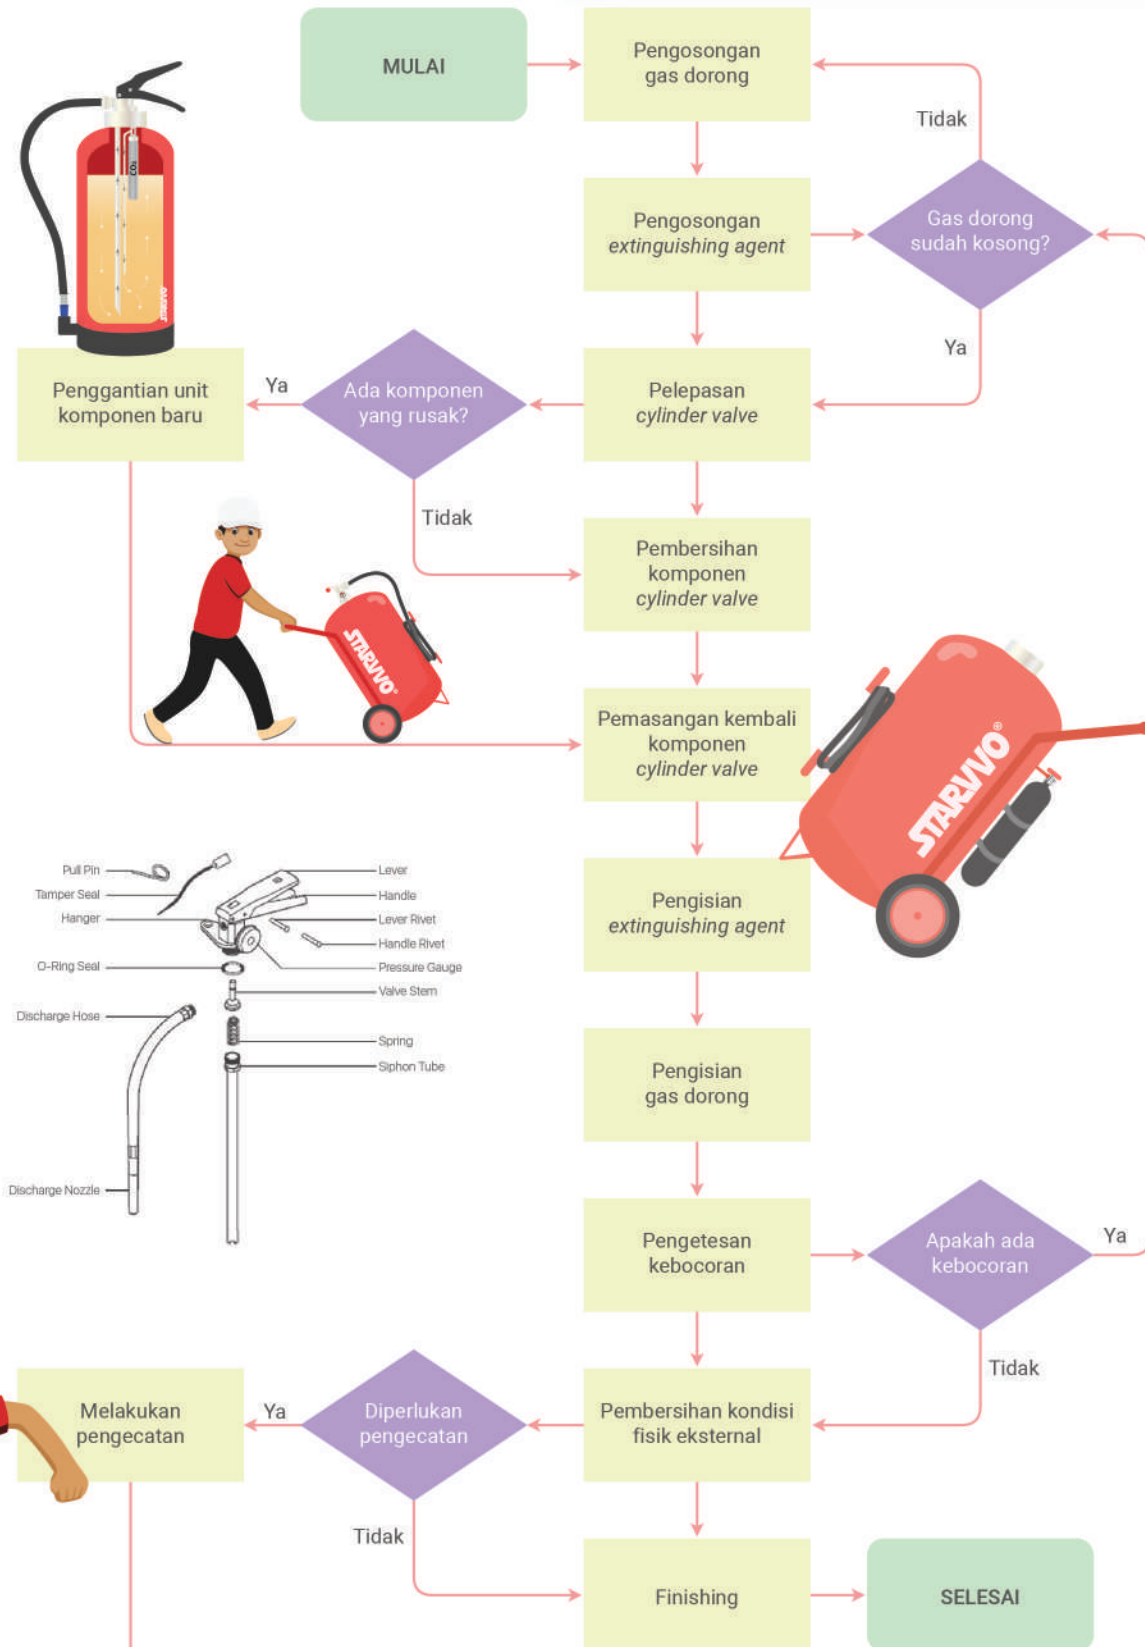 MULAI
Pengosongan
gas dorong
Tidak
Pengosongan
extinguishing agent
Gas dorong
sudah kosong?
Ya
CO₂
STARVVO
Penggantian unit
komponen baru
Ya
Ada komponen
yang rusak?
Pelepasan
cylinder valve
Tidak
Pembersihan
komponen
cylinder valve
STARVVO®
Pemasangan kembali
komponen
cylinder valve
STARVVO®
Pull Pin
Tamper Seal
Hanger
O-Ring Seal
Discharge Hose
Discharge Nozzle
Lever
Handle
Lever Rivet
Handle Rivet
Pressure Gauge
Valve Stem
Spring
Siphon Tube
Pengisian
extinguishing agent
Pengisian
gas dorong
Pengetesan
kebocoran
Apakah ada
kebocoran
Ya
Tidak
Melakukan
pengecatan
Ya
Diperlukan
pengecatan
Pembersihan kondisi
fisik eksternal
Tidak
Finishing
SELESAI